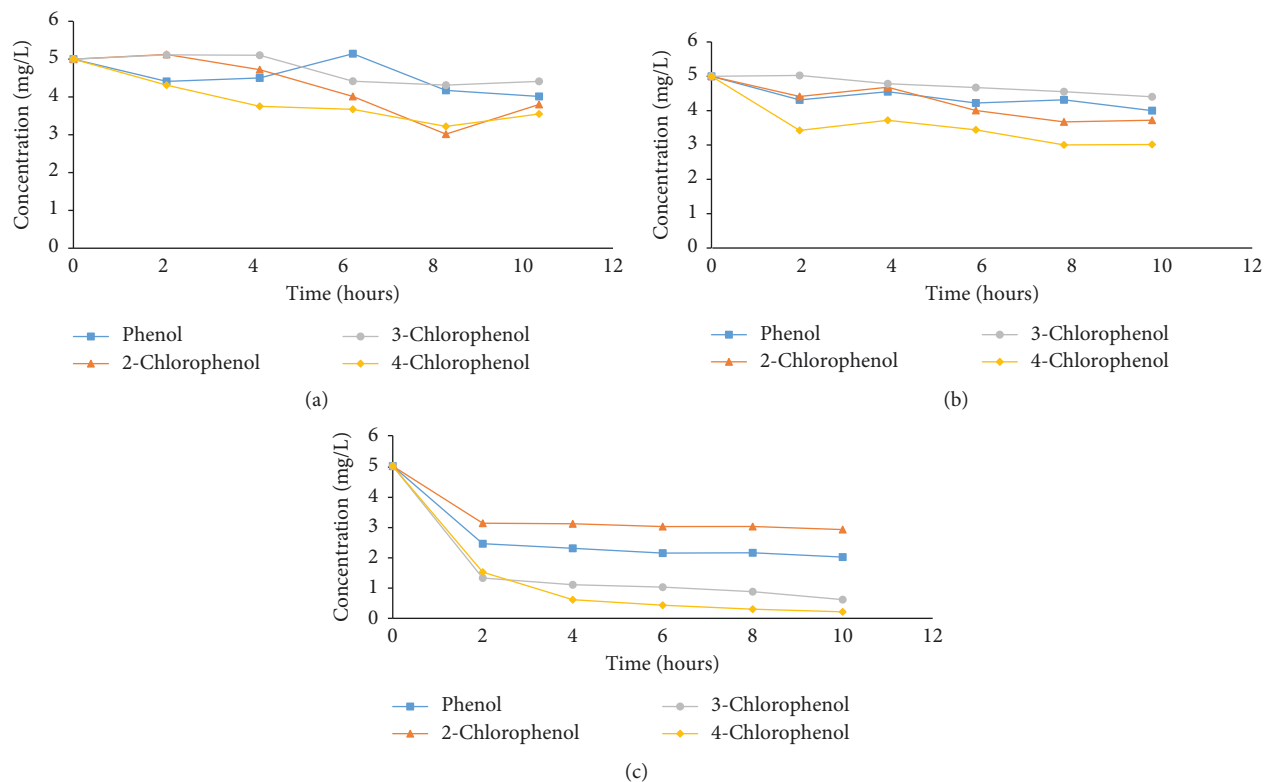 Concentration (mg/L)
6
5
4
3
2
1
0
0 2 4 6 8 10 12
Time (hours)
Phenol 3-Chlorophenol
2-Chlorophenol 4-Chlorophenol
(a)
Concentration (mg/L)
6
5
4
3
2
1
0
0 2 4 6 8 10 12
Time (hours)
Phenol 3-Chlorophenol
2-Chlorophenol 4-Chlorophenol
(b)
Concentration (mg/L)
6
5
4
3
2
1
0
0 2 4 6 8 10 12
Time (hours)
Phenol 3-Chlorophenol
2-Chlorophenol 4-Chlorophenol
(c)